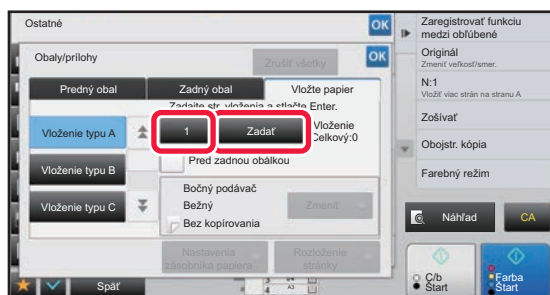 Ostatné
OK
Obaly/prílohy
Zrušiť všetky
OK
Predný obal
Zadný obal
Vložte papier
Zadajte str. vloženia a stlačte Enter.
Vloženie typu A
1
Zadať
Vloženie
Celkový:0
Pred zadnou obálkou
Vloženie typu B
Bočný podávač
Bežný
Zmeniť
Bez kopírovania
Vloženie typu C
Nastavenia
zásobníka papiera
Rozloženie
stránky
Späť
Zaregistrovať funkciu
medzi obľúbené
Originál
Zmeniť veľkosť/smer.
N:1
Vložiť viac strán na stranu A
Zošívať
Obojstr. kópia
Farebný režim
Náhľad
CA
Č/b
Štart
Farba
Štart